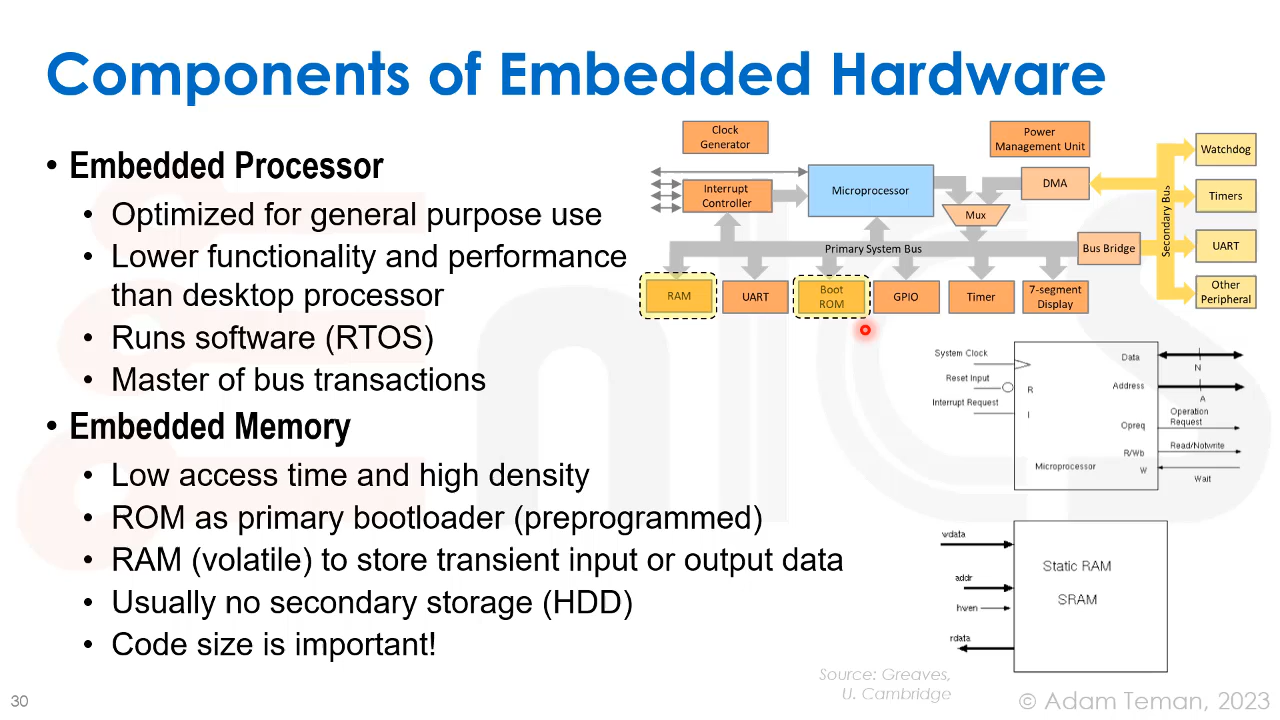 Components of Embedded Hardware
• Embedded Processor
• Optimized for general purpose use
• Lower functionality and performance
than desktop processor
• Runs software (RTOS)
• Master of bus transactions
• Embedded Memory
• Low access time and high density
• ROM as primary bootloader (preprogrammed)
• RAM (volatile) to store transient input or output data
• Usually no secondary storage (HDD)
• Code size is important!
Clock
Generator
Power
Management Unit
Interrupt
Controller
Microprocessor
DMA
Mux
Primary System Bus
Bus Bridge
Secondary Bus
Watchdog
Timers
UART
Other
Peripheral
RAM
UART
Boot
ROM
GPIO
Timer
7-segment
Display
System Clock
Reset Input
Interrupt Request
R
I
Microprocessor
Data
Address
Opreq
R/Wb
W
N
A
Operation
Request
Read/Notwrite
Wait
wdata
addr
hwen
rdata
Static RAM
SRAM
Source: Greaves,
U. Cambridge
30
© Adam Teman, 2023
EnICS